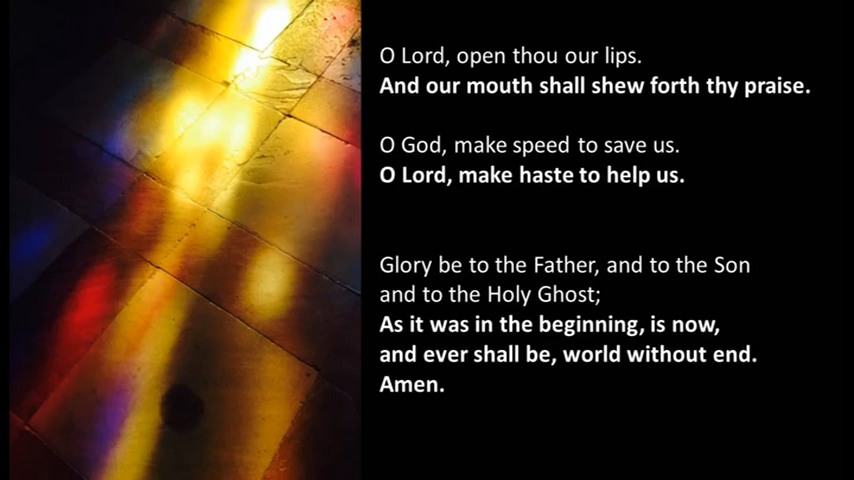 O Lord, open thou our lips.
And our mouth shall shew forth thy praise.
O God, make speed to save us.
O Lord, make haste to help us.
Glory be to the Father, and to the Son
and to the Holy Ghost;
As it was in the beginning, is now,
and ever shall be, world without end.
Amen.